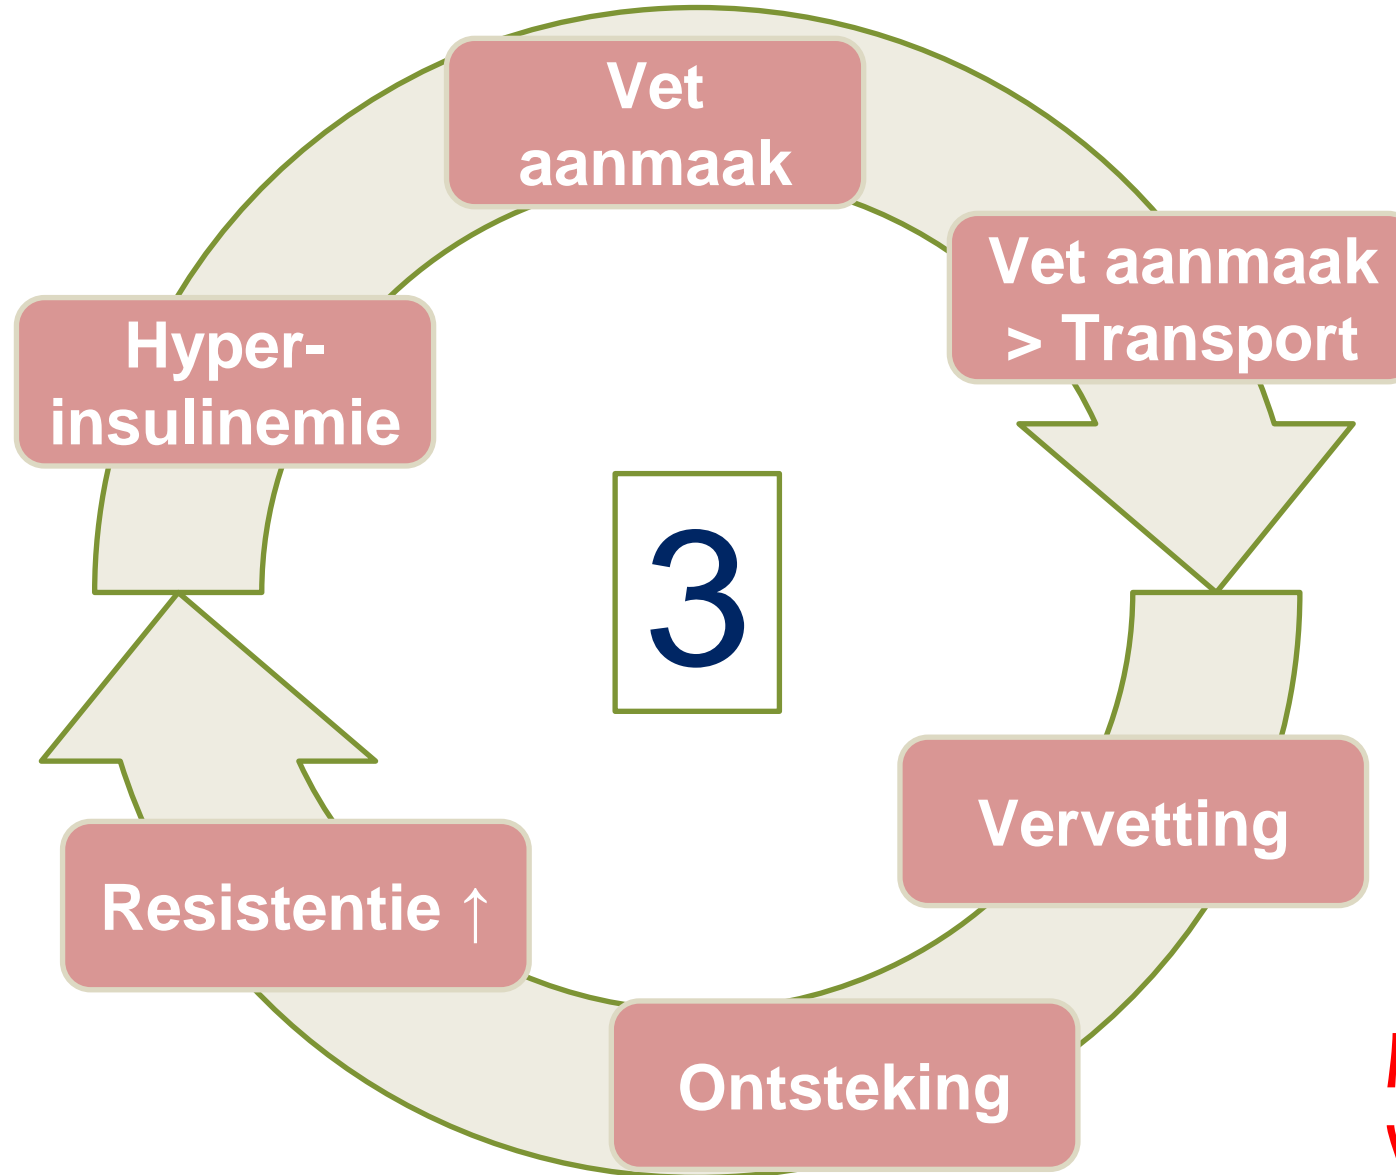 Vet
aanmaak
Vet aanmaak
> Transport
Hyper-
insulinemie
3
Vervetting
Resistentie ↑
Ontsteking